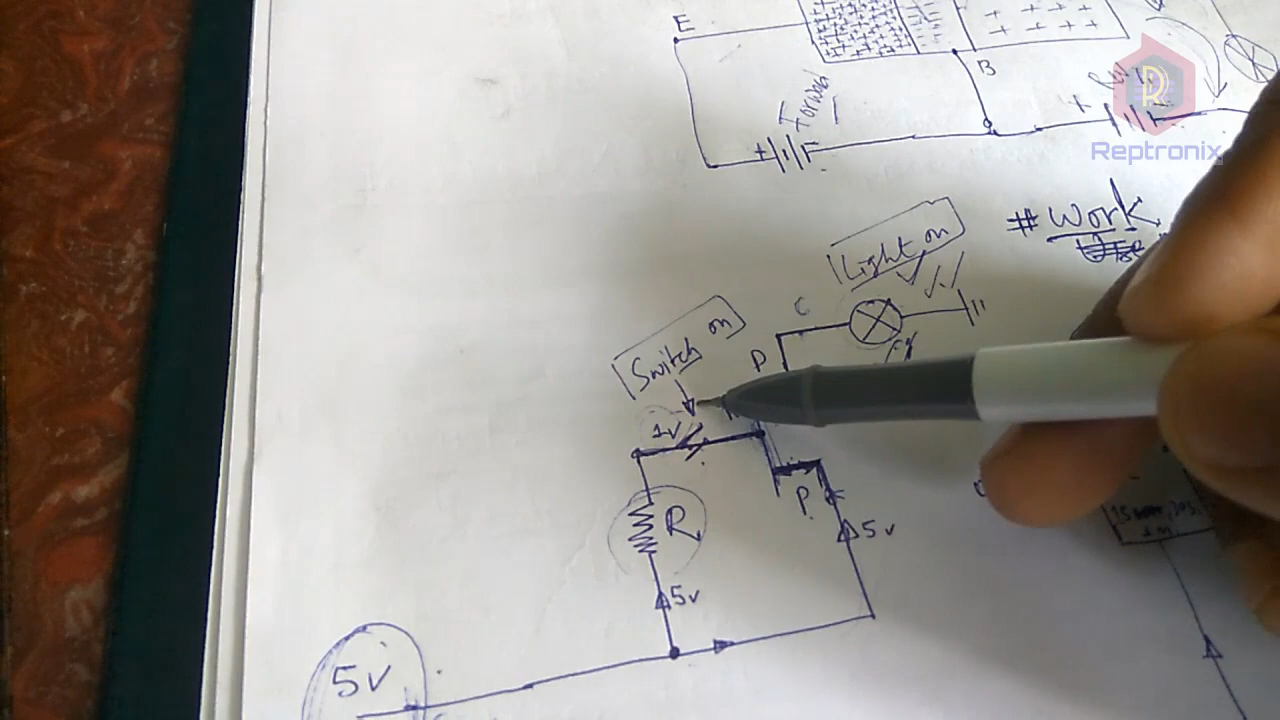 E
B
Forward
+
Reptronix
# Work
Light on
C
Switch on
P
1V
R
P
5v
5v
5v